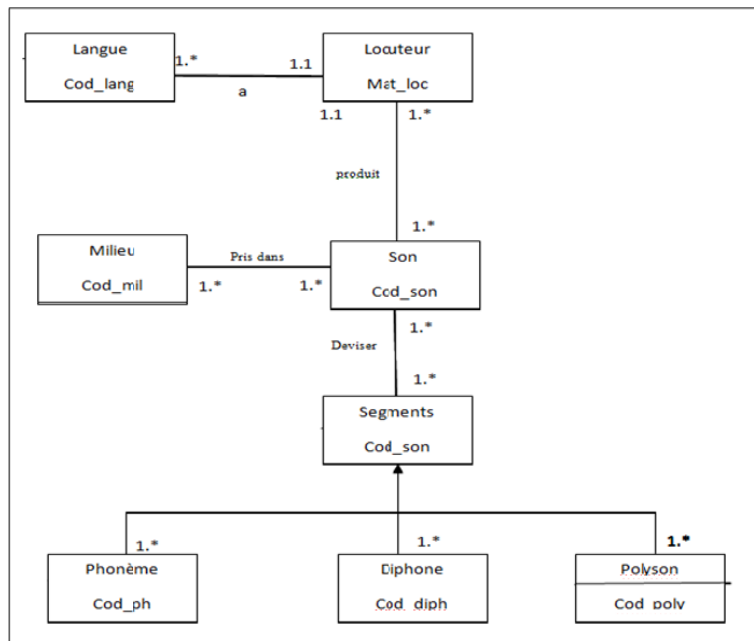 Langue
Cod_lang
1.*
1.1
a
Locuteur
Mat_loc
1.1
1.*
produit
1.*
Milieu
Cod_mil
Pris dans
1.*
1.*
Son
Cod_son
1.*
Deviser
1.*
Segments
Cod_son
1.*
1.*
1.*
Phonème
Cod_ph
Diphone
Cod_diph
Polyson
Cod_poly